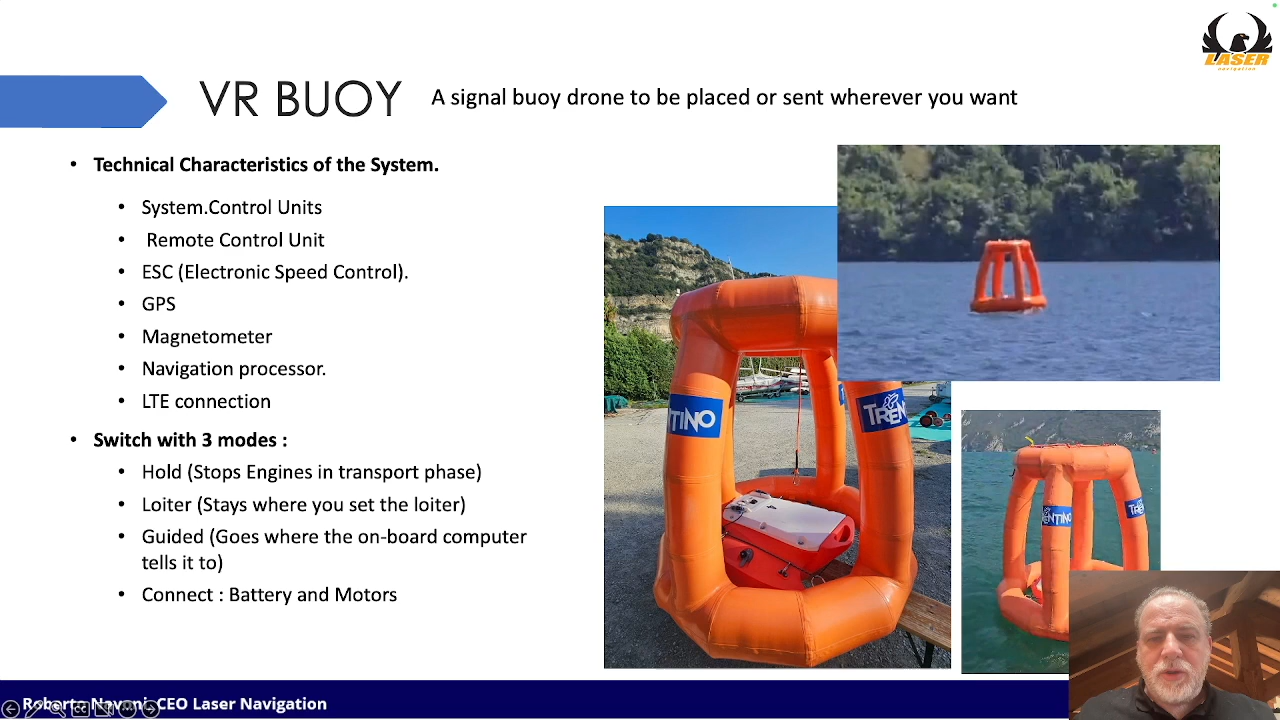 LASER
navigation
VR BUOY
A signal buoy drone to be placed or sent wherever you want
• Technical Characteristics of the System.
• System.Control Units
• Remote Control Unit
• ESC (Electronic Speed Control).
• GPS
• Magnetometer
• Navigation processor.
• LTE connection
• Switch with 3 modes :
• Hold (Stops Engines in transport phase)
• Loiter (Stays where you set the loiter)
• Guided (Goes where the on-board computer
tells it to)
• Connect : Battery and Motors
TINO
TREN
ENTINO
TRE
CEO Laser Navigation